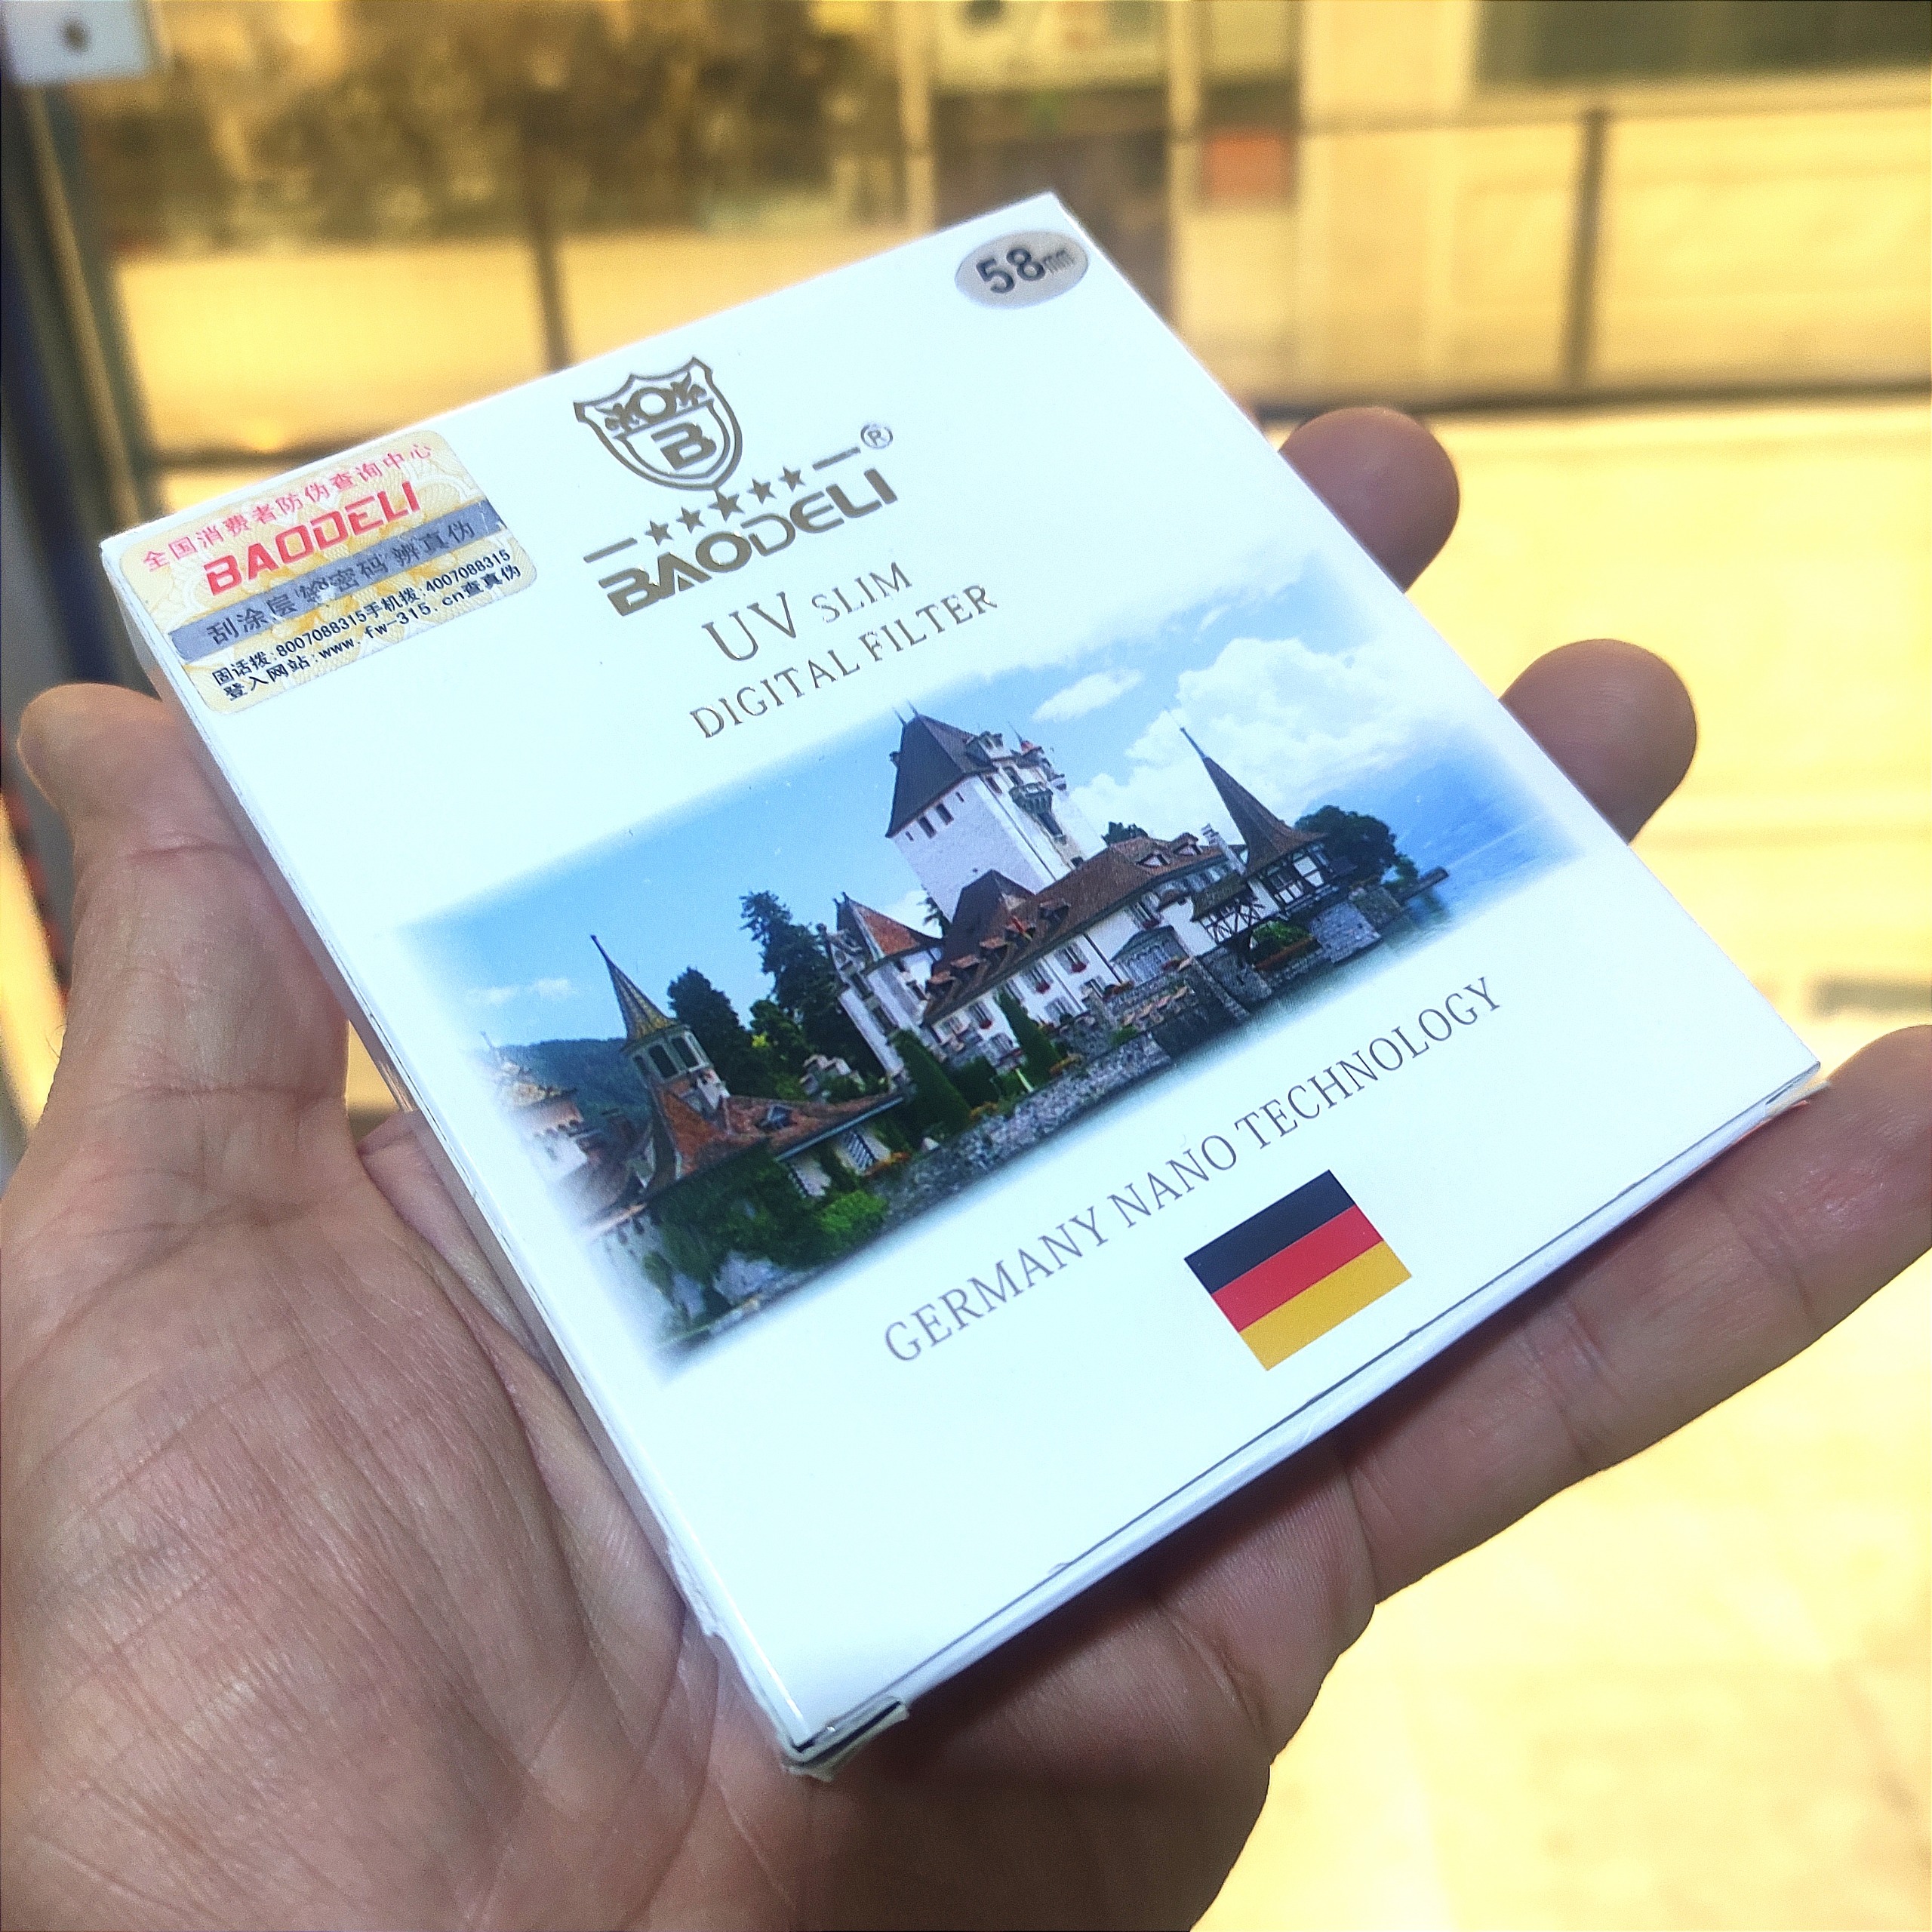 58mm
B
BAODELI®
UV SLIM
DIGITAL FILTER
GERMANY NANO TECHNOLOGY
全国消费者防伪查询中心
BAODELI
刮涂层 密码 辨真伪
固话拨:8007088315手机拨:4007088315
登入网站:www.fw-315.cn查真伪